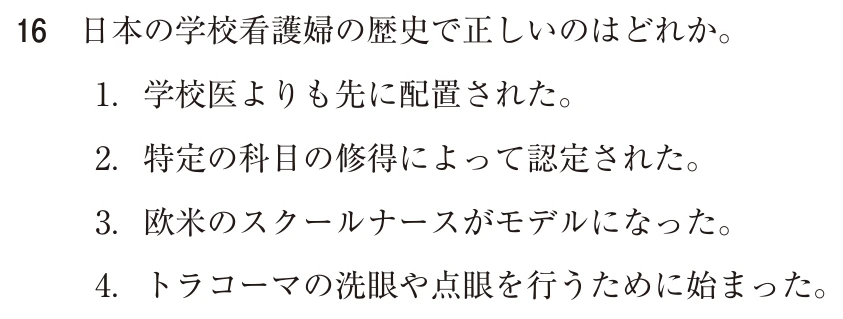 16 日本の学校看護婦の歴史で正しいのはどれか。
1. 学校医よりも先に配置された。
2. 特定の科目の修得によって認定された。
3. 欧米のスクールナースがモデルになった。
4. トラコーマの洗眼や点眼を行うために始まった。